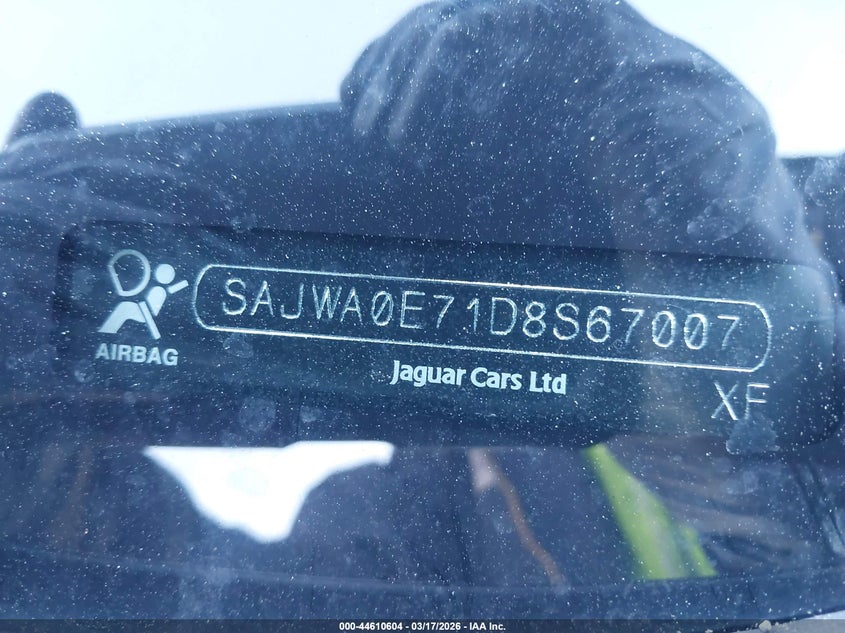 SAJWA0E71D8S67007
AIRBAG
Jaguar Cars Ltd
XF
000-44610604 — 03/17/2026 — IAA Inc.